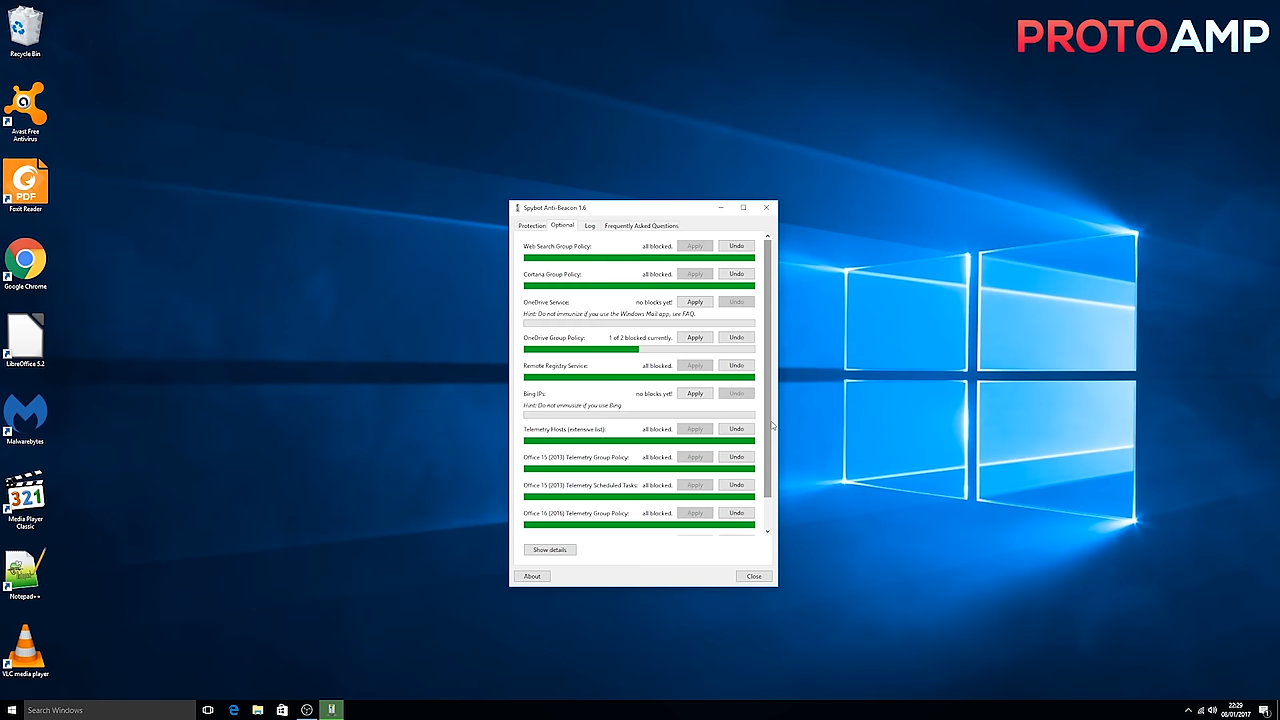 PROTOAMP
Recycle Bin
Avast Free
Antivirus
PDF
Foxit Reader
Google Chrome
LibreOffice 5.2
Malwarebytes
321
Media Player
Classic
Notepad++
VLC media player
Spybot Anti-Beacon 1.6
Protection Optional Log Frequently Asked Questions
Web Search Group Policy: all blocked. Apply Undo
Cortana Group Policy: all blocked. Apply Undo
OneDrive Service: no blocks yet! Apply Undo
Hint: Do not immunize if you use the Windows Mail app, see FAQ.
OneDrive Group Policy: 1 of 2 blocked currently. Apply Undo
Remote Registry Service: all blocked. Apply Undo
Bing IPs: no blocks yet! Apply Undo
Hint: Do not immunize if you use Bing
Telemetry Hosts (extensive list): all blocked. Apply Undo
Office 15 (2013) Telemetry Group Policy: all blocked. Apply Undo
Office 15 (2013) Telemetry Scheduled Tasks: all blocked. Apply Undo
Office 16 (2016) Telemetry Group Policy: all blocked. Apply Undo
Show details
About Close
Search Windows
22:29
06/01/2017